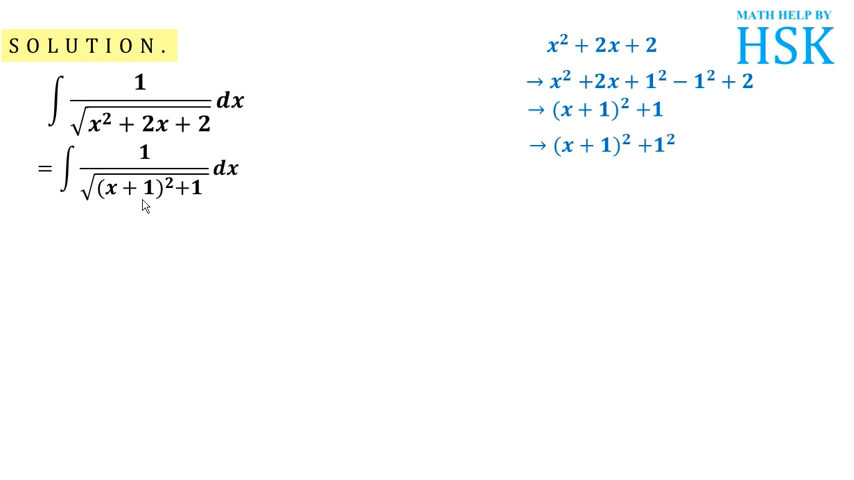 MATH HELP BY
HSK
SOLUTION.
∫ 1/√(x² + 2x + 2) dx
= ∫ 1/√((x + 1)²+1) dx
x² + 2x + 2
→ x² +2x + 1² − 1² + 2
→ (x + 1)² +1
→ (x + 1)² +1²